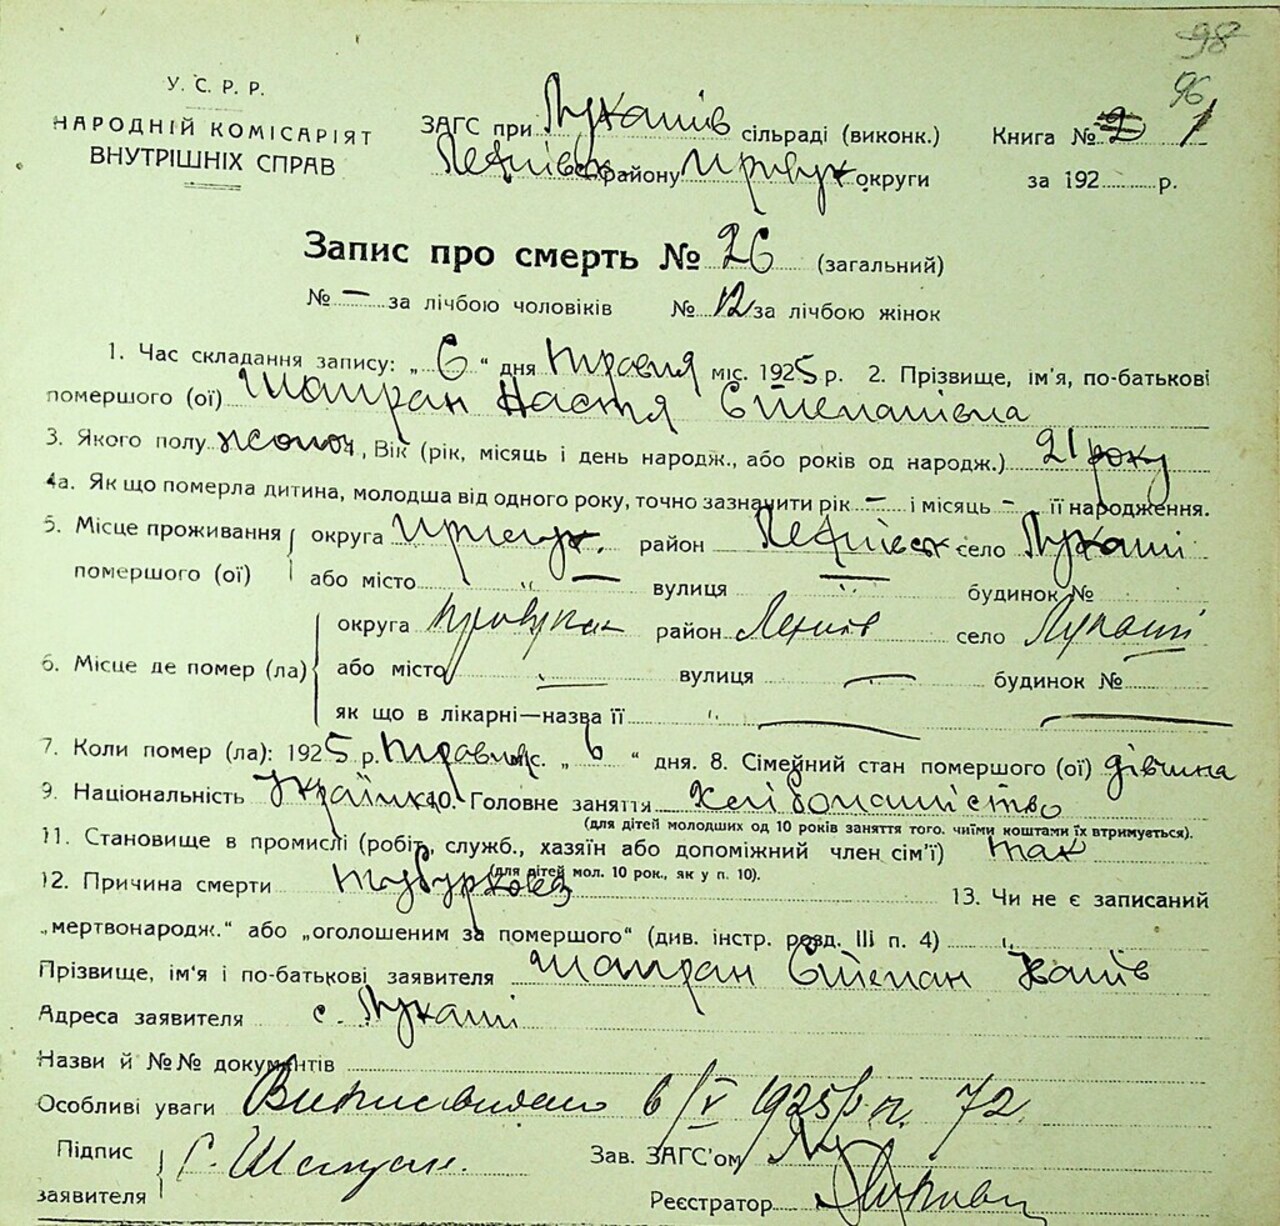 98
96
У. С. Р. Р.
НАРОДНІЙ КОМІСАРІЯТ
ВНУТРІШНІХ СПРАВ
ЗАГС при Лукашів сільраді (виконк.)
району округи
Книга № 1
за 192 р.
Запис про смерть № 26 (загальний)
№ — за лічбою чоловіків № 12 за лічбою жінок
1. Час складання запису: „ 6 “ дня травня міс. 1925 р. 2. Прізвище, ім'я, по-батькові
помершого (ої) Шапран Настя Степанівна
3. Якого полу жіноч, Вік (рік, місяць і день народж., або років од народж.) 21 року
4а. Як що померла дитина, молодша від одного року, точно зазначити рік — і місяць – її народження.
5. Місце проживання помершого (ої) округа район село Лукаші
або місто „ — вулиця — будинок №
6. Місце де помер (ла) округа район село Лукаші
або місто — вулиця — будинок №
як що в лікарні—назва її —
7. Коли помер (ла): 1925 р. травня міс. „ 6 “ дня. 8. Сімейний стан помершого (ої) дівчина
9. Національність Українка 10. Головне заняття хліборобство
(для дітей молодших од 10 років заняття того. чиїми коштами їх втримується).
11. Становище в промислі (робіт., служб., хазяїн або допоміжний член сім'ї)
(для дітей мол. 10 рок., як у п. 10).
12. Причина смерти 13. Чи не є записаний
„мертвонародж.“ або „оголошеним за помершого“ (див. інстр. розд. III п. 4)
Прізвище, ім'я і по-батькові заявителя Шапран Степан Іванів
Адреса заявителя с. Лукаші
Назви й №№ документів
Особливі уваги 6/V 1925 р. 72
Підпис заявителя С. Шапран.
Зав. ЗАГС'ом
Реєстратор